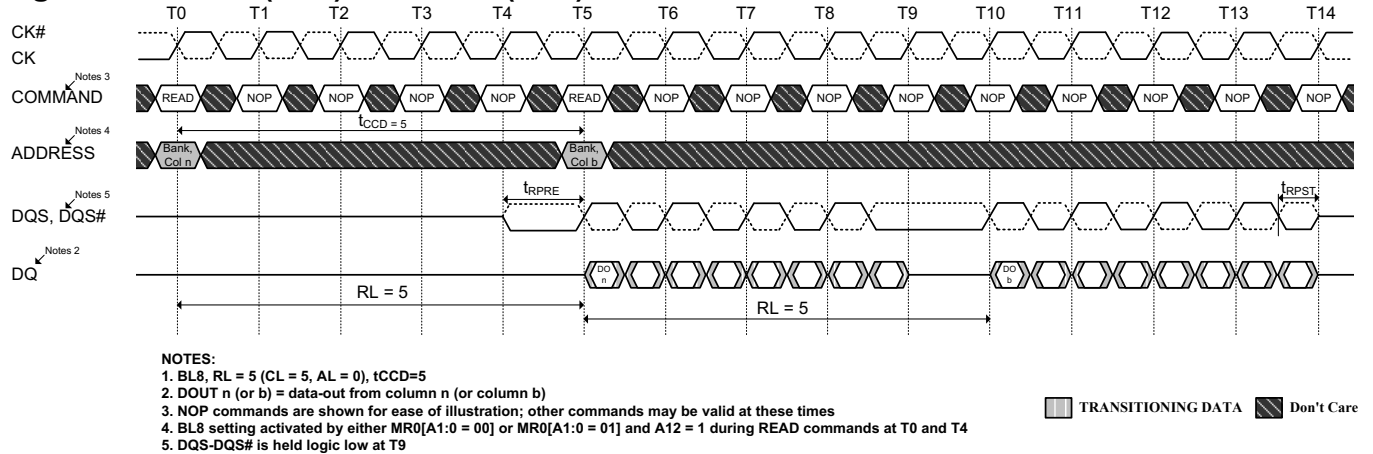 T0 T1 T2 T3 T4 T5 T6 T7 T8 T9 T10 T11 T12 T13 T14
CK#
CK
Notes 3
COMMAND
READ NOP NOP NOP NOP READ NOP NOP NOP NOP NOP NOP NOP NOP NOP
tCCD = 5
Notes 4
ADDRESS
Bank, Col n
Bank, Col b
Notes 5
tRPRE
tRPST
DQS, DQS#
Notes 2
DQ
DO n
DO b
RL = 5
RL = 5
NOTES:
1. BL8, RL = 5 (CL = 5, AL = 0), tCCD=5
2. DOUT n (or b) = data-out from column n (or column b)
3. NOP commands are shown for ease of illustration; other commands may be valid at these times
4. BL8 setting activated by either MR0[A1:0 = 00] or MR0[A1:0 = 01] and A12 = 1 during READ commands at T0 and T4
5. DQS-DQS# is held logic low at T9
TRANSITIONING DATA
Don't Care